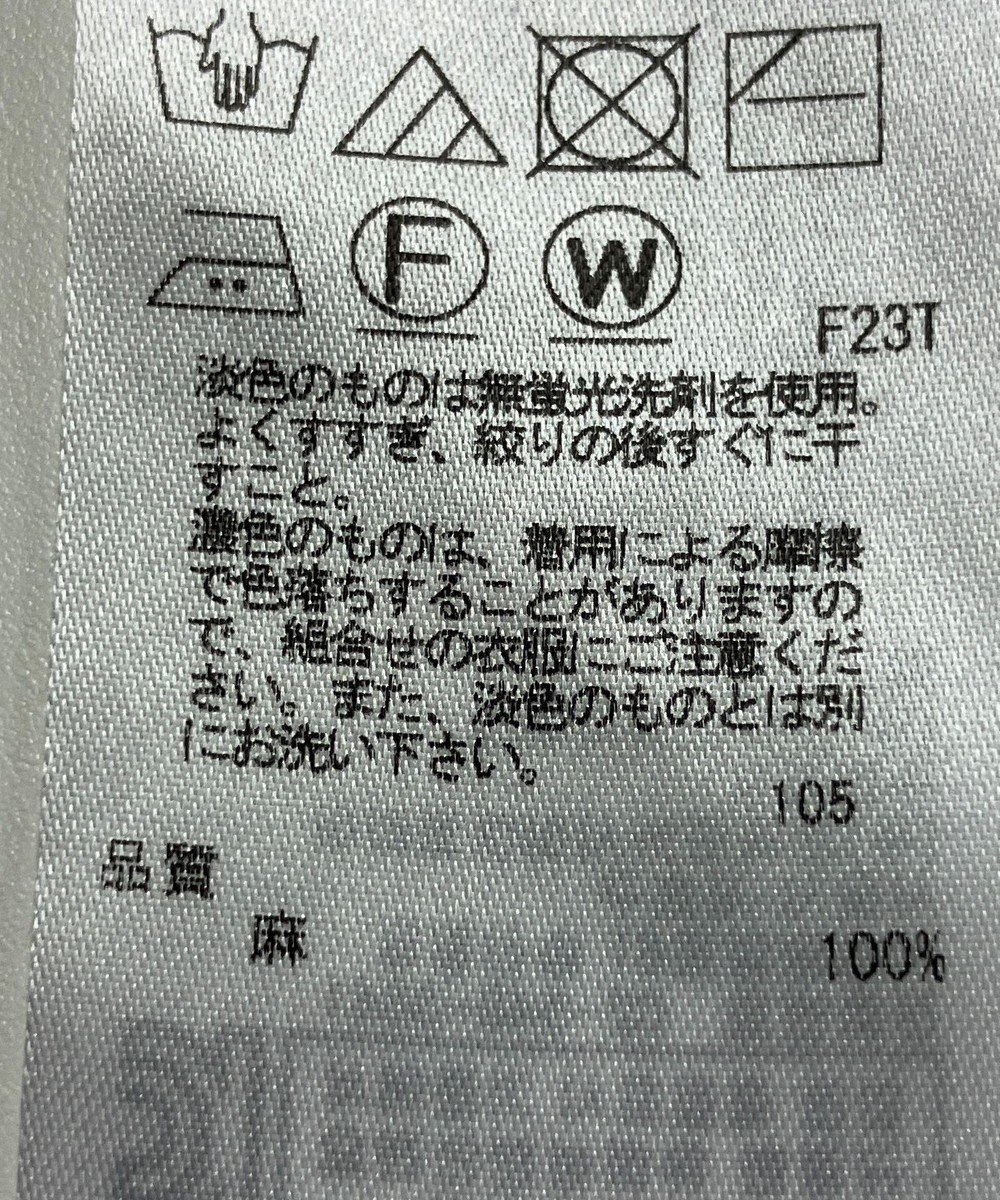 F
W
F23T
淡色のものは無蛍光洗剤を使用。
よくすすぎ、絞りの後すぐに干
すこと。
濃色のものは、着用による摩擦
で色落ちすることがありますの
で、組合せの衣服にご注意くだ
さい。また、淡色のものとは別
にお洗い下さい。
105
品質
麻 100%